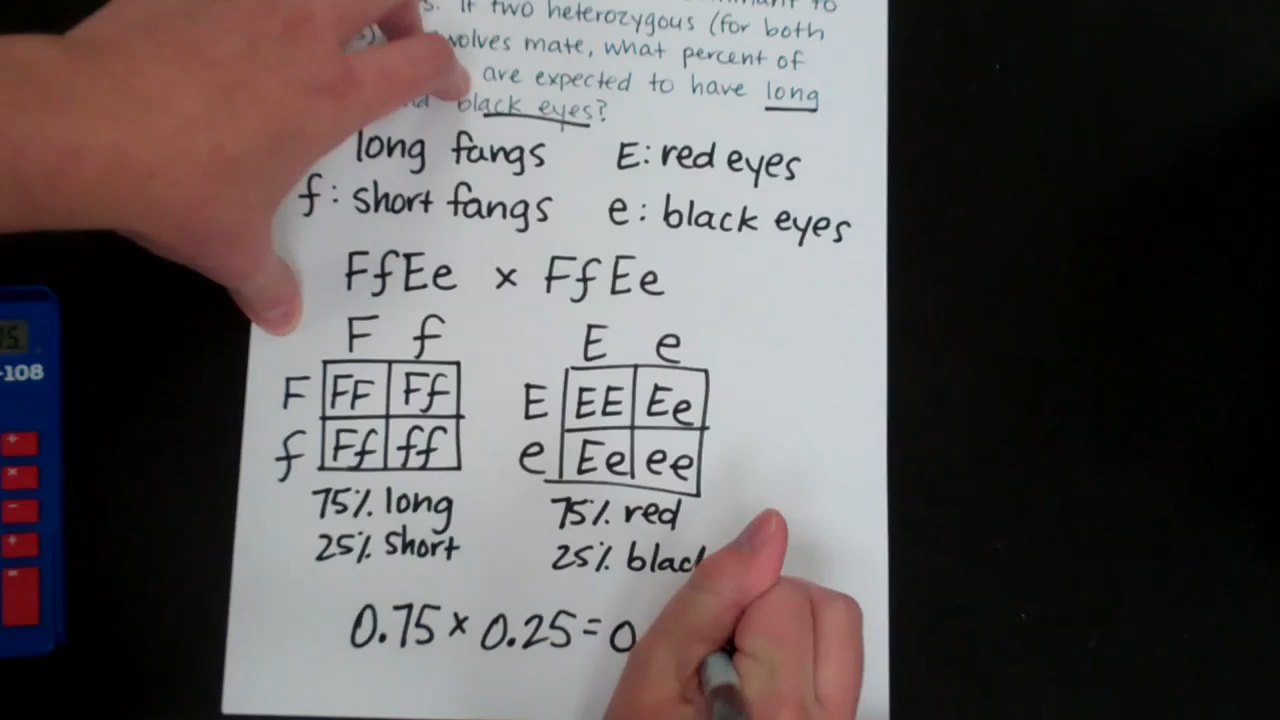 If two heterozygous (for both
wolves mate, what percent of
are expected to have long
black eyes?
long fangs E: red eyes
f: short fangs e: black eyes
FfEe × FfEe
F f E e
F FF Ff E EE Ee
f Ff ff e Ee ee
75% long 75% red
25% short 25% blac
0.75 × 0.25 = 0
-108